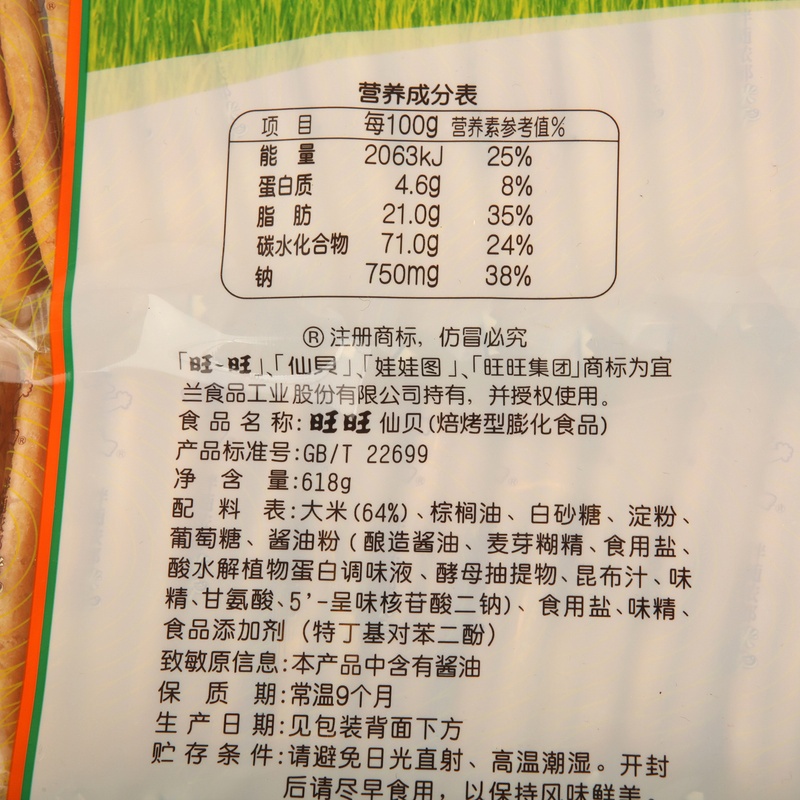 营养成分表
项 目 每100g 营养素参考值%
能 量 2063kJ 25%
蛋白质 4.6g 8%
脂 肪 21.0g 35%
碳水化合物 71.0g 24%
钠 750mg 38%
® 注册商标，仿冒必究
「旺-旺」、「仙贝」、「娃娃图」、「旺旺集团」商标为宜
兰食品工业股份有限公司持有，并授权使用。
食品名称:旺旺仙贝(焙烤型膨化食品)
产品标准号:GB/T 22699
净 含 量:618g
配 料 表:大米(64%)、棕榈油、白砂糖、淀粉、
葡萄糖、酱油粉(酿造酱油、麦芽糊精、食用盐、
酸水解植物蛋白调味液、酵母抽提物、昆布汁、味
精、甘氨酸、5'-呈味核苷酸二钠)、食用盐、味精、
食品添加剂(特丁基对苯二酚)
致敏原信息:本产品中含有酱油
保 质 期:常温9个月
生产日期:见包装背面下方
贮存条件:请避免日光直射、高温潮湿。开封
后请尽早食用，以保持风味鲜美。